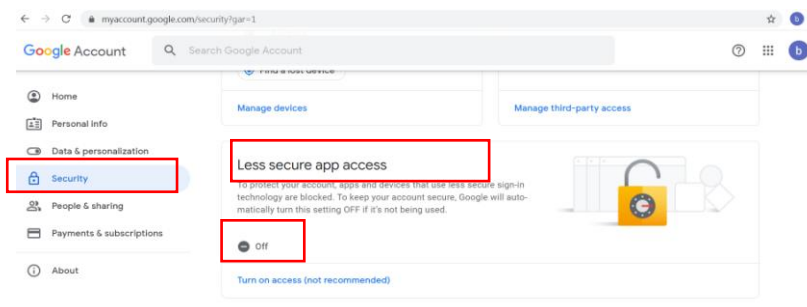 myaccount.google.com/security?gar=1
b
Google Account
Search Google Account
b
Find a lost device
Home
Manage devices
Manage third-party access
Personal info
Data & personalization
Less secure app access
Security
To protect your account, apps and devices that use less secure sign-in
technology are blocked. To keep your account secure, Google will auto-
matically turn this setting OFF if it's not being used.
People & sharing
Payments & subscriptions
Off
About
Turn on access (not recommended)